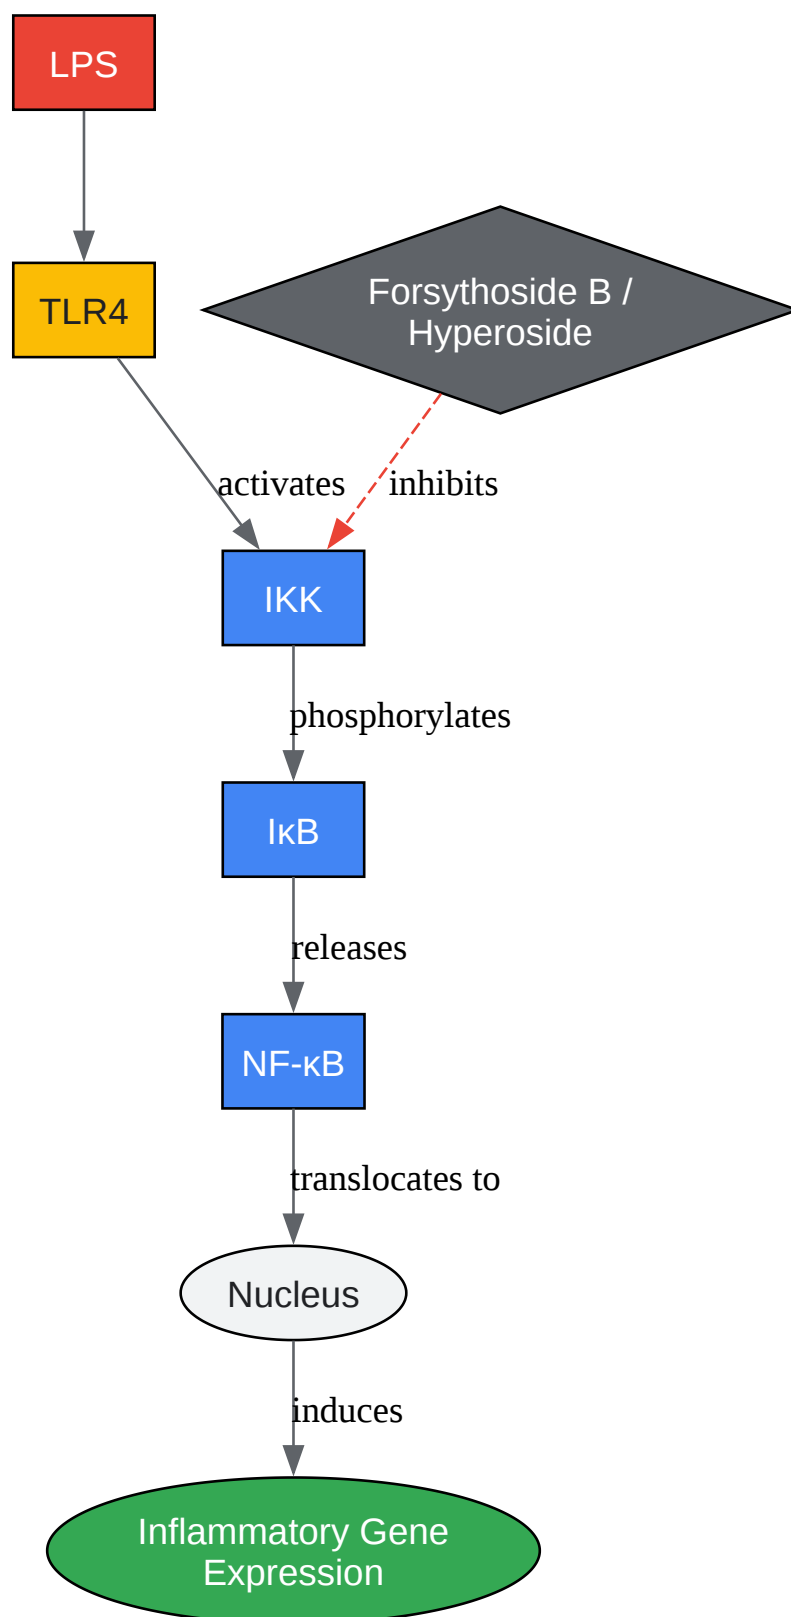 LPS
TLR4
Forsythoside B /
Hyperoside
activates
inhibits
IKK
phosphorylates
IκB
releases
NF-κB
translocates to
Nucleus
induces
Inflammatory Gene
Expression